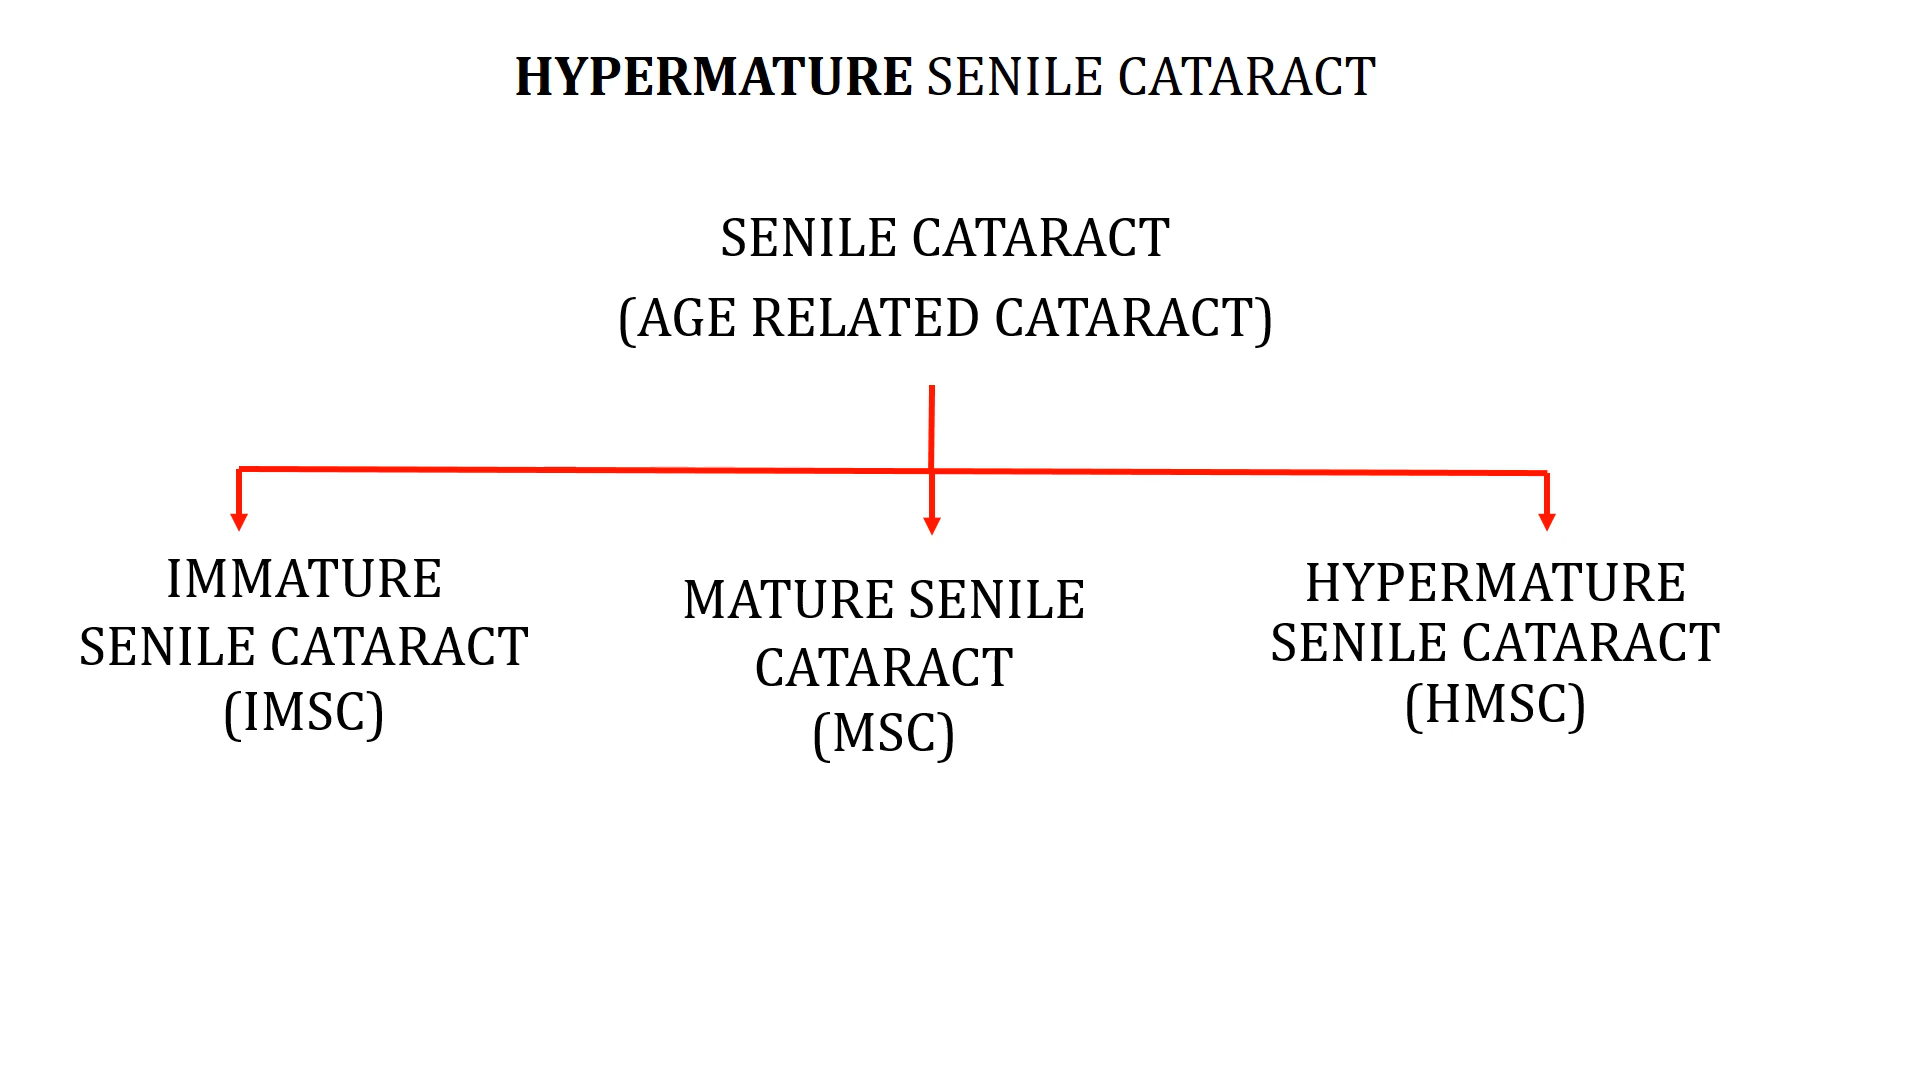 HYPERMATURE SENILE CATARACT
SENILE CATARACT
(AGE RELATED CATARACT)
IMMATURE
SENILE CATARACT
(IMSC)
MATURE SENILE
CATARACT
(MSC)
HYPERMATURE
SENILE CATARACT
(HMSC)